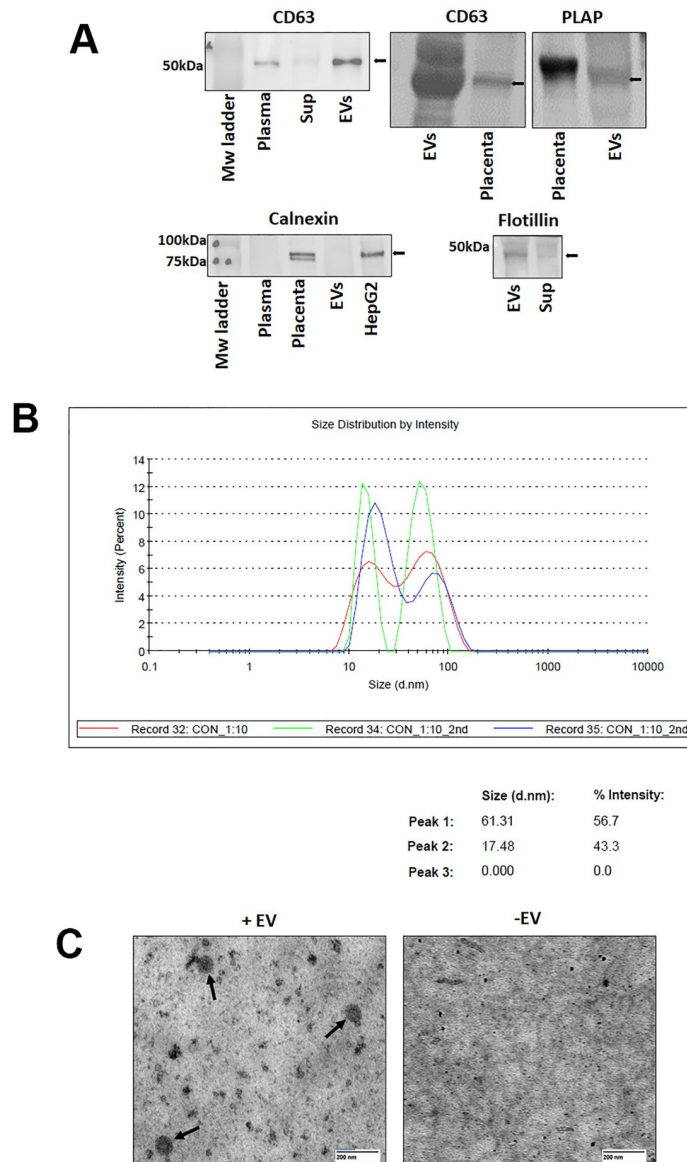 A
CD63
50kDa
Mw ladder
Plasma
Sup
EVs
CD63
EVs
Placenta
PLAP
Placenta
EVs
Calnexin
100kDa
75kDa
Mw ladder
Plasma
Placenta
EVs
HepG2
Flotillin
50kDa
EVs
Sup
B
Size Distribution by Intensity
Intensity (Percent)
14
12
10
8
6
4
2
0
0.1 1 10 100 1000 10000
Size (d.nm)
Record 32: CON_1:10 Record 34: CON_1:10_2nd Record 35: CON_1:10_2nd
Size (d.nm): % Intensity:
Peak 1: 61.31 56.7
Peak 2: 17.48 43.3
Peak 3: 0.000 0.0
C
+ EV
200 nm
-EV
200 nm